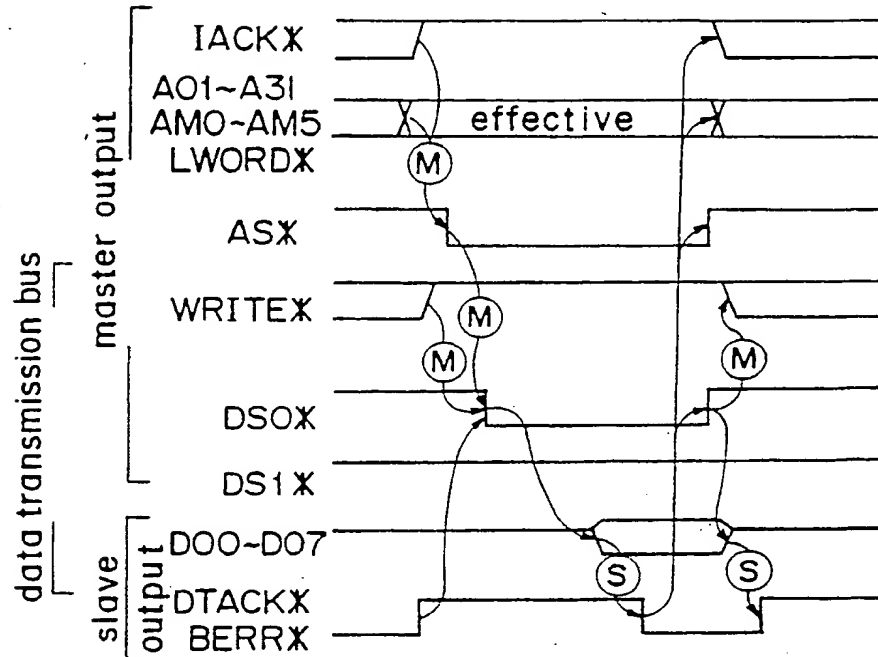 data transmission bus
master output
slave output
IACK*
A01~A31
AM0~AM5
LWORD*
AS*
WRITE*
DS0*
DS1*
D00~D07
DTACK*
BERR*
effective
M
M
M
M
S
S